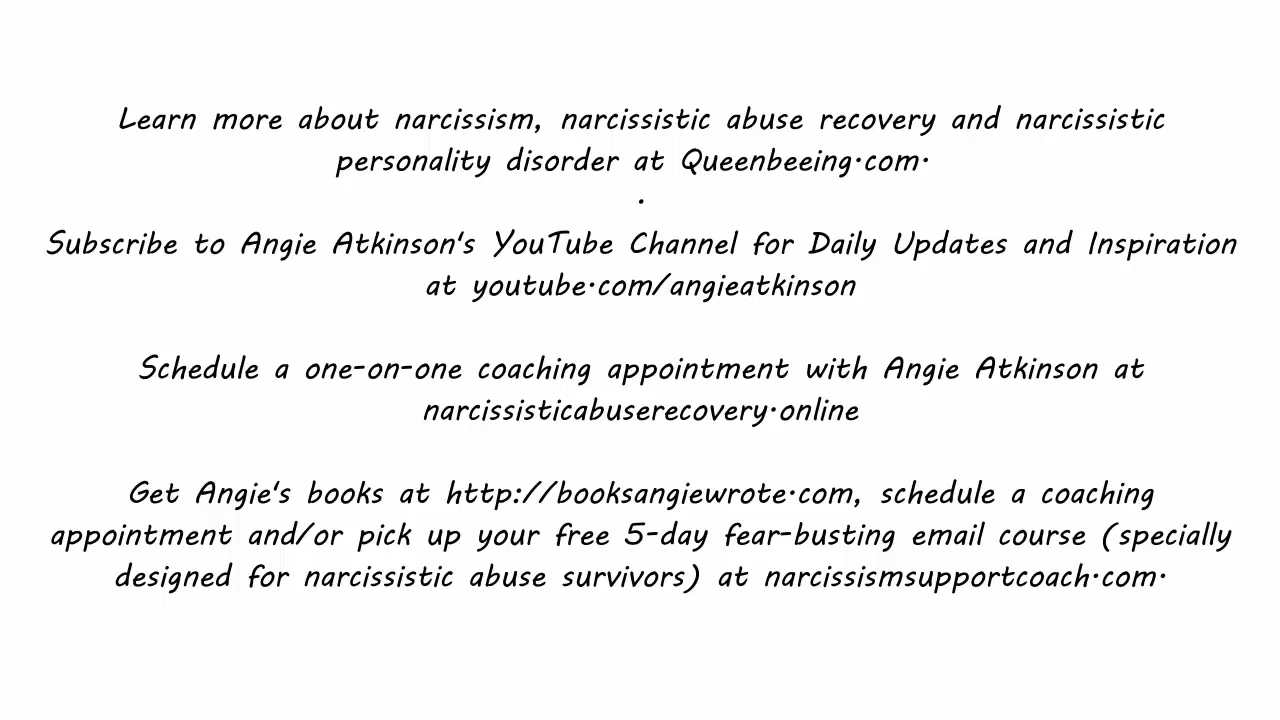 Learn more about narcissism, narcissistic abuse recovery and narcissistic
personality disorder at Queenbeeing.com.
.
Subscribe to Angie Atkinson's YouTube Channel for Daily Updates and Inspiration
at youtube.com/angieatkinson
Schedule a one-on-one coaching appointment with Angie Atkinson at
narcissisticabuserecovery.online
Get Angie's books at http://booksangiewrote.com, schedule a coaching
appointment and/or pick up your free 5-day fear-busting email course (specially
designed for narcissistic abuse survivors) at narcissismsupportcoach.com.